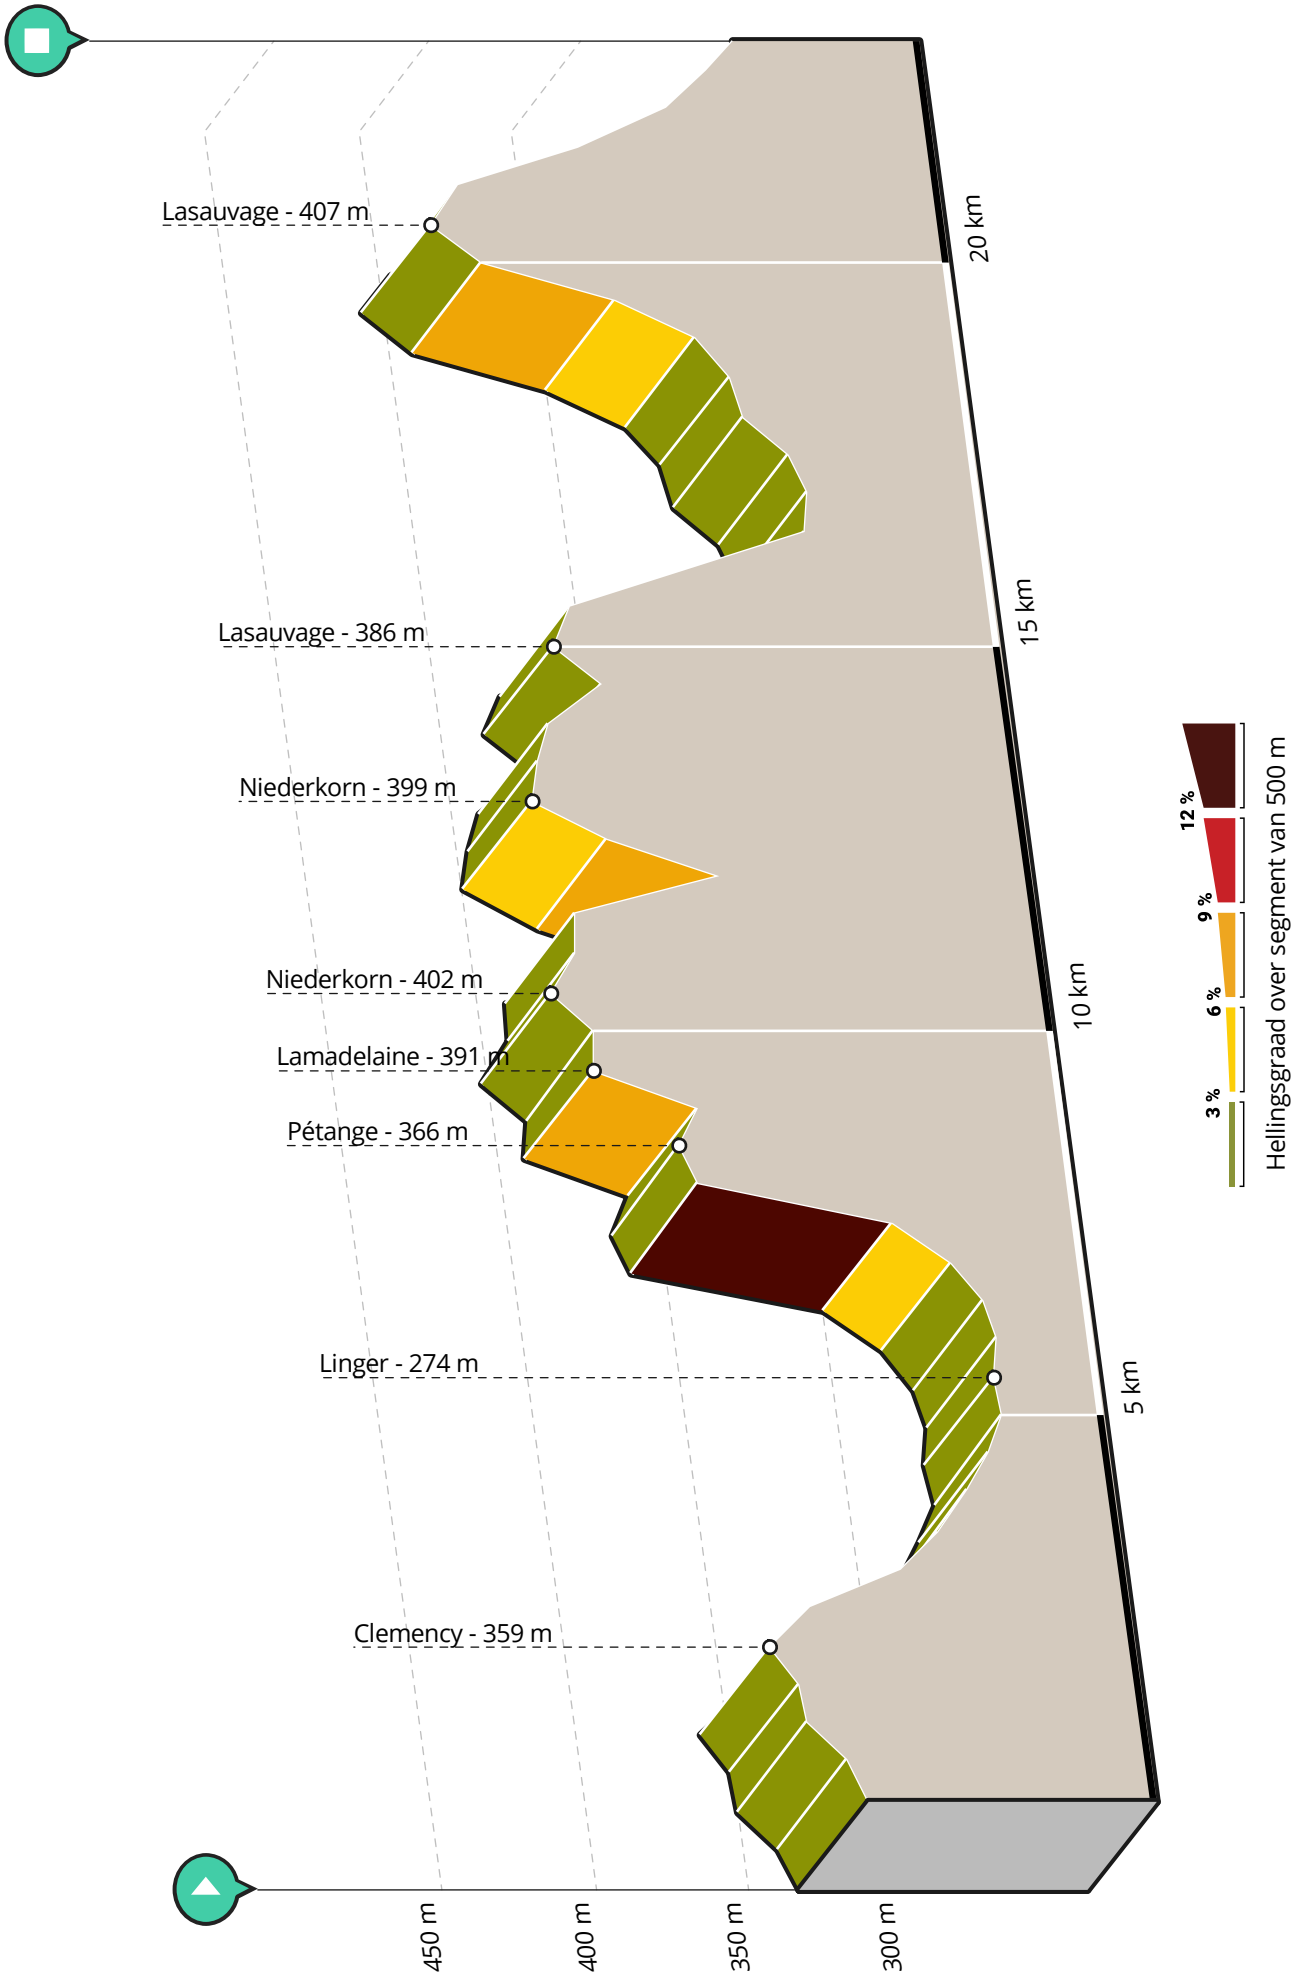 Lasauvage - 407 m
20 km
Lasauvage - 386 m
15 km
Niederkorn - 399 m
Niederkorn - 402 m
10 km
Lamadelaine - 391 m
Pétange - 366 m
Linger - 274 m
5 km
Clemency - 359 m
450 m
400 m
350 m
300 m
3 %
6 %
9 %
12 %
Hellingsgraad over segment van 500 m